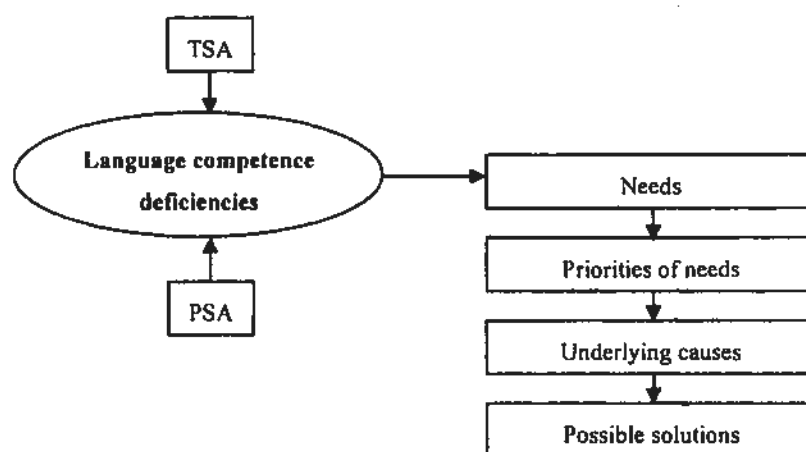 TSA
Language competence
deficiencies
PSA
Needs
Priorities of needs
Underlying causes
Possible solutions